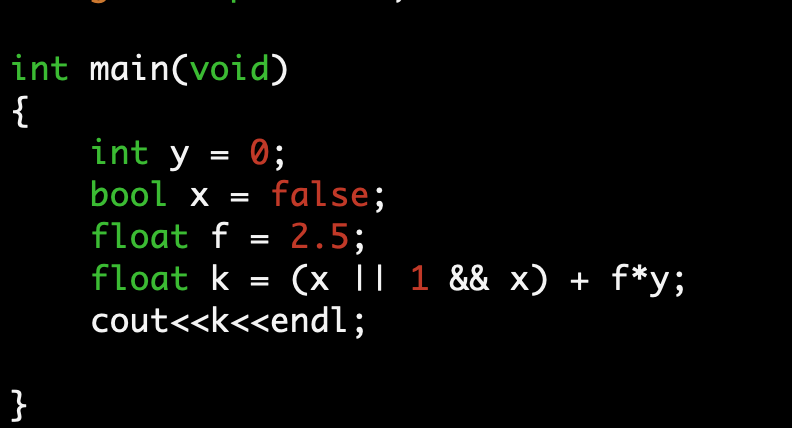 int main(void)
{
    int y = 0;
    bool x = false;
    float f = 2.5;
    float k = (x || 1 && x) + f*y;
    cout<<k<<endl;
}